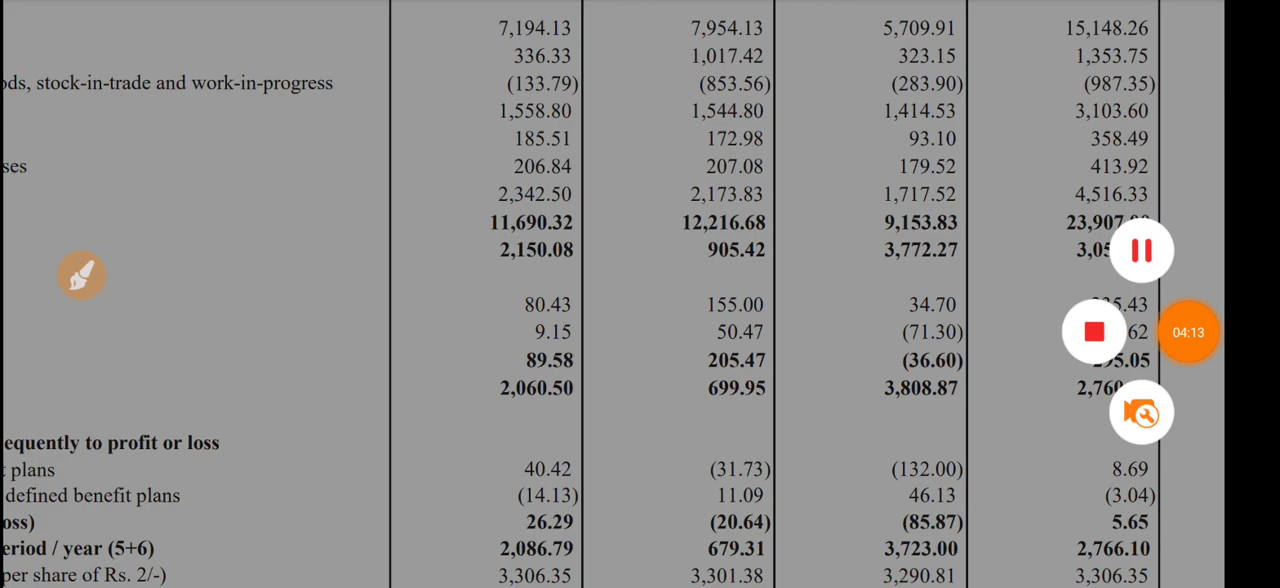 7,194.13 7,954.13 5,709.91 15,148.26
336.33 1,017.42 323.15 1,353.75
ods, stock-in-trade and work-in-progress (133.79) (853.56) (283.90) (987.35)
1,558.80 1,544.80 1,414.53 3,103.60
185.51 172.98 93.10 358.49
ses 206.84 207.08 179.52 413.92
2,342.50 2,173.83 1,717.52 4,516.33
11,690.32 12,216.68 9,153.83
2,150.08 905.42 3,772.27
80.43 155.00 34.70
9.15 50.47 (71.30)
04:13
89.58 205.47 (36.60)
2,060.50 699.95 3,808.87
equently to profit or loss
t plans 40.42 (31.73) (132.00) 8.69
defined benefit plans (14.13) 11.09 46.13 (3.04)
oss) 26.29 (20.64) (85.87) 5.65
eriod / year (5+6) 2,086.79 679.31 3,723.00 2,766.10
per share of Rs. 2/-) 3,306.35 3,301.38 3,290.81 3,306.35